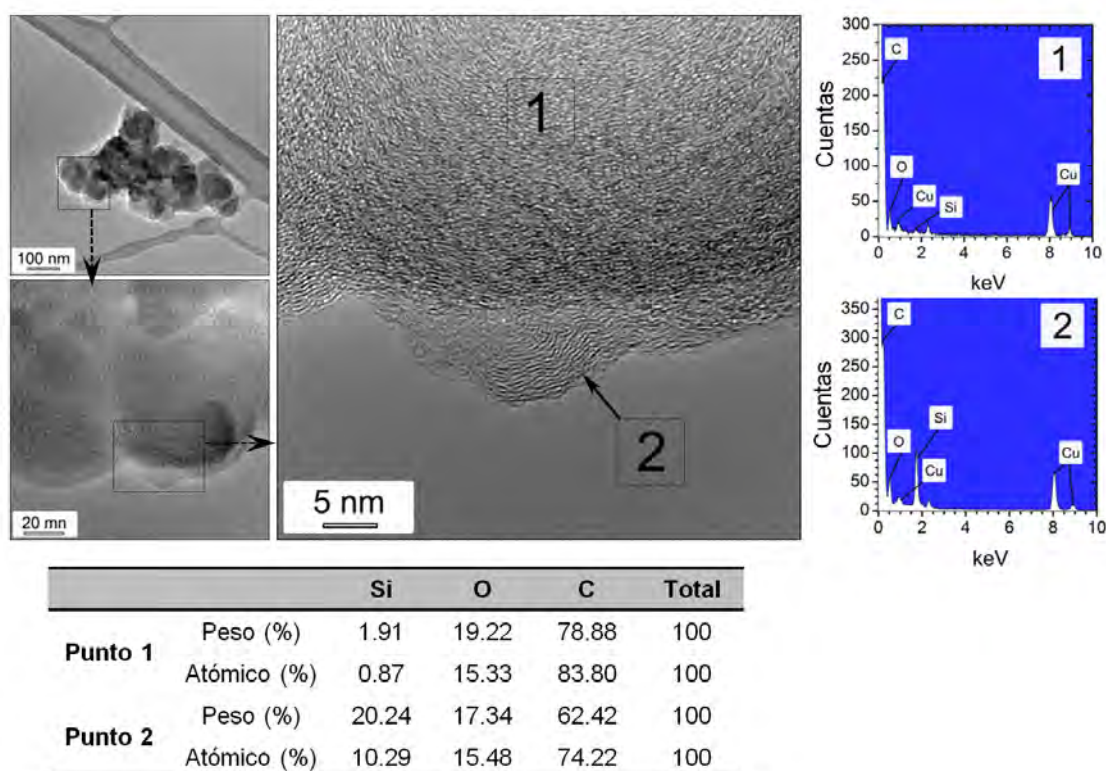 100 nm
20 mn
1
2
5 nm
300
250
200
150
100
50
0
Cuentas
C
O
Cu
Si
Cu
1
0 2 4 6 8 10
keV
350
300
250
200
150
100
50
0
Cuentas
C
O
Si
Cu
Cu
2
0 2 4 6 8 10
keV
Si O C Total
Punto 1
Peso (%) 1.91 19.22 78.88 100
Atómico (%) 0.87 15.33 83.80 100
Punto 2
Peso (%) 20.24 17.34 62.42 100
Atómico (%) 10.29 15.48 74.22 100